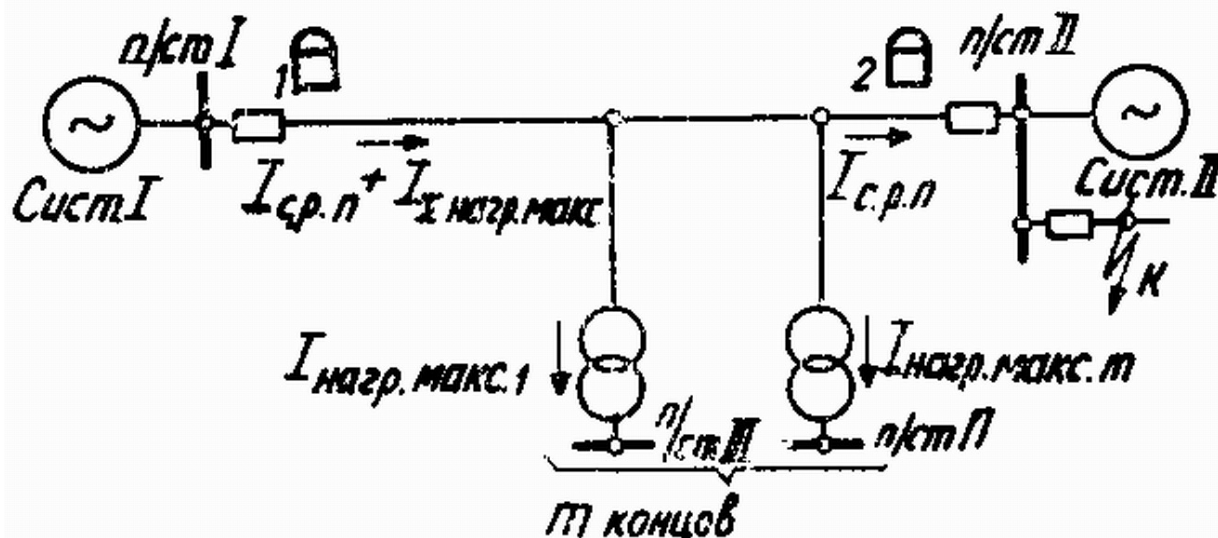 п/ст I
1
2
п/ст II
~
~
Сист. I
I с.р.п + I Σ нагр.макс
I с.р.п
Сист. II
К
I нагр.макс.1
I нагр.макс.m
п/ст III
п/ст П
m концов